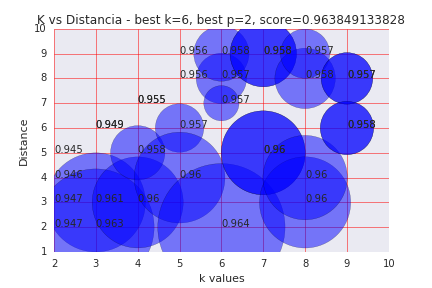 K vs Distancia - best k=6, best p=2, score=0.963849133828
10
0.956 0.958 0.958 0.957
9
0.956 0.957 0.958 0.957
8
0.955 0.957
7
0.949 0.957 0.958
6
0.945 0.958 0.96
5
0.946 0.96 0.96
4
0.947 0.961 0.96 0.96
3
0.947 0.963 0.964
2
1
2 3 4 5 6 7 8 9 10
Distance
k values